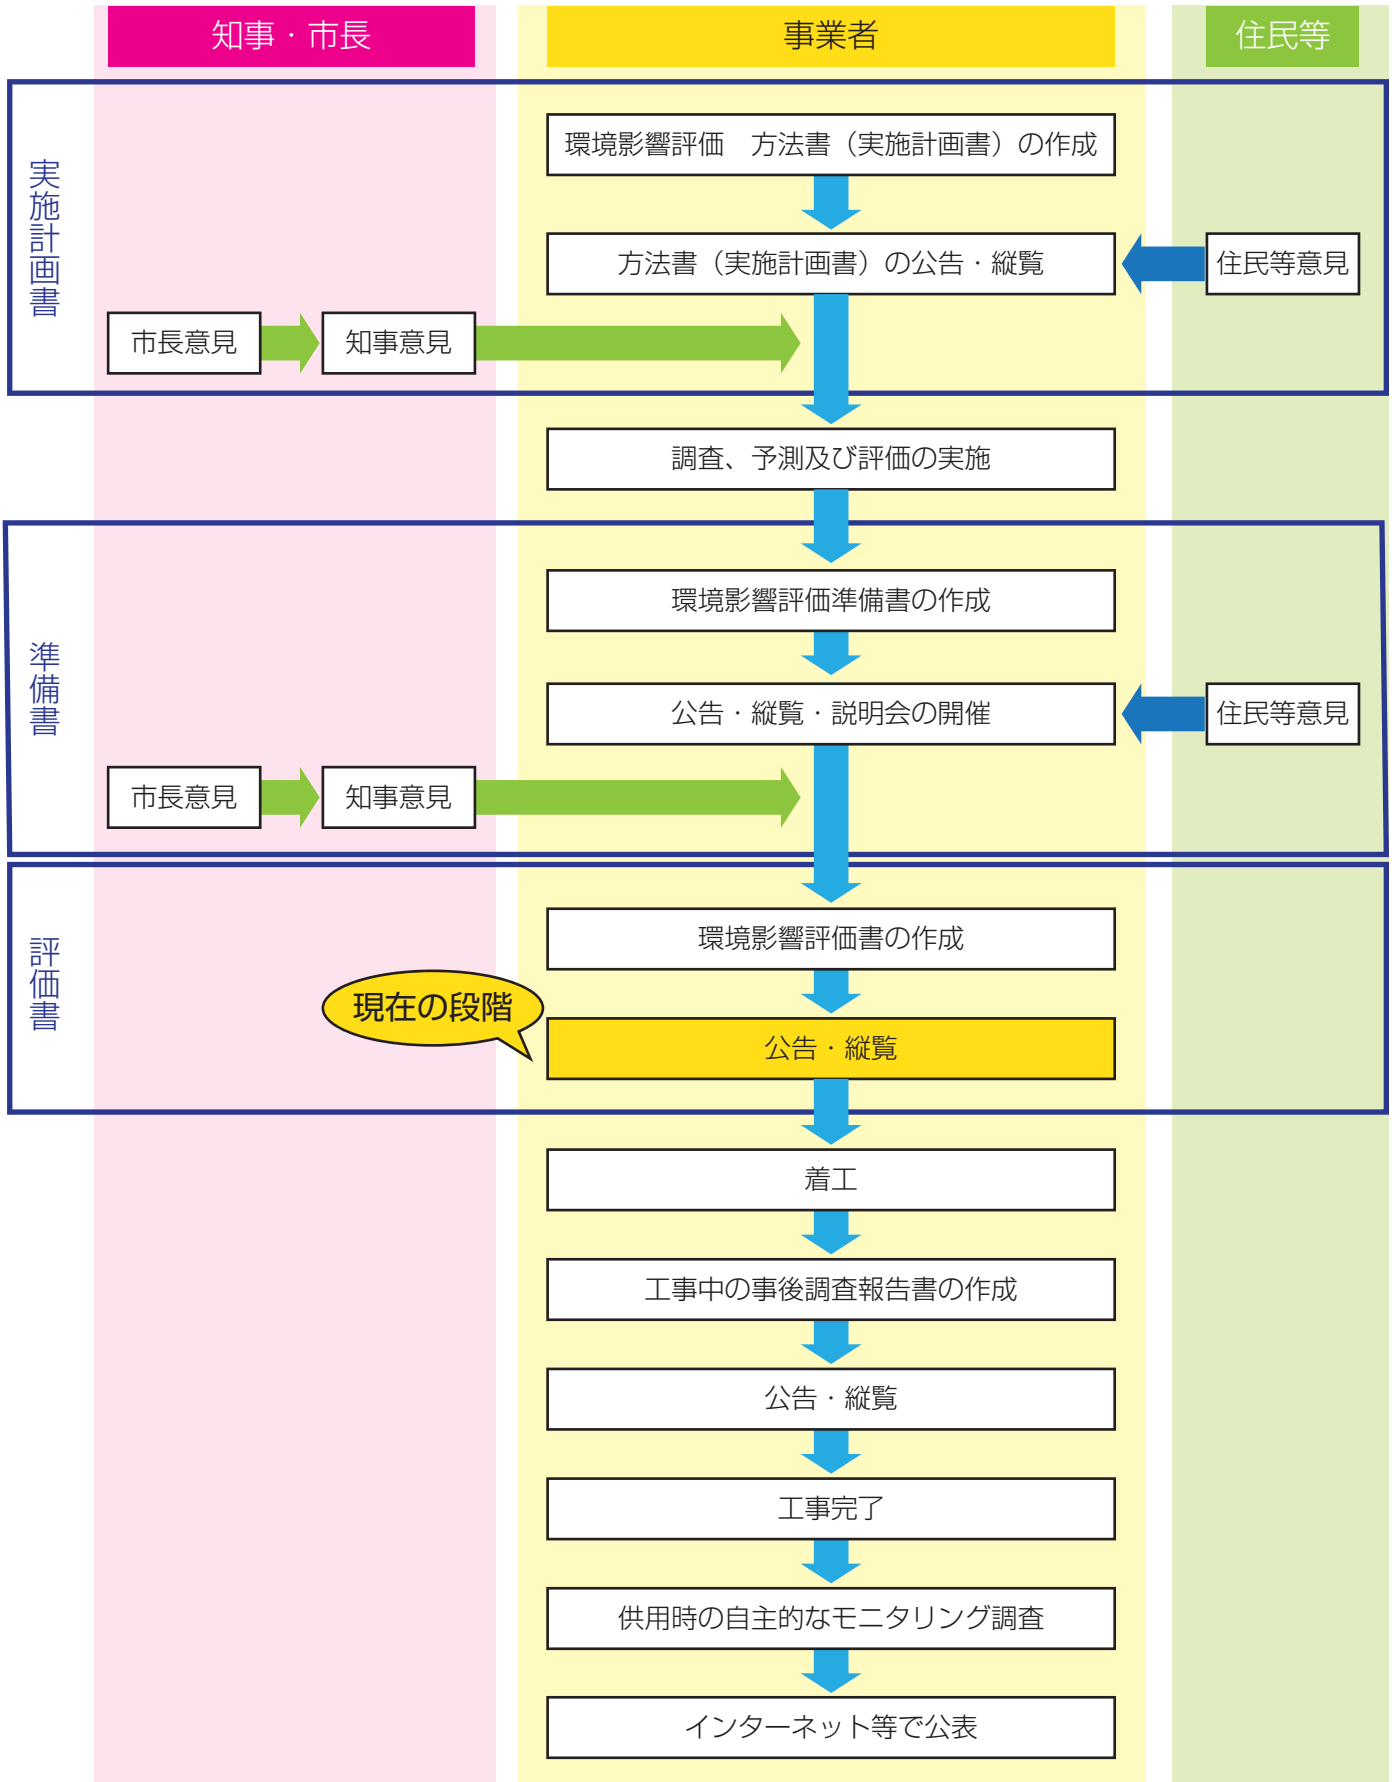 知事・市長
事業者
住民等
実施計画書
環境影響評価　方法書（実施計画書）の作成
方法書（実施計画書）の公告・縦覧
住民等意見
市長意見
知事意見
調査、予測及び評価の実施
準備書
環境影響評価準備書の作成
公告・縦覧・説明会の開催
住民等意見
市長意見
知事意見
評価書
環境影響評価書の作成
現在の段階
公告・縦覧
着工
工事中の事後調査報告書の作成
公告・縦覧
工事完了
供用時の自主的なモニタリング調査
インターネット等で公表